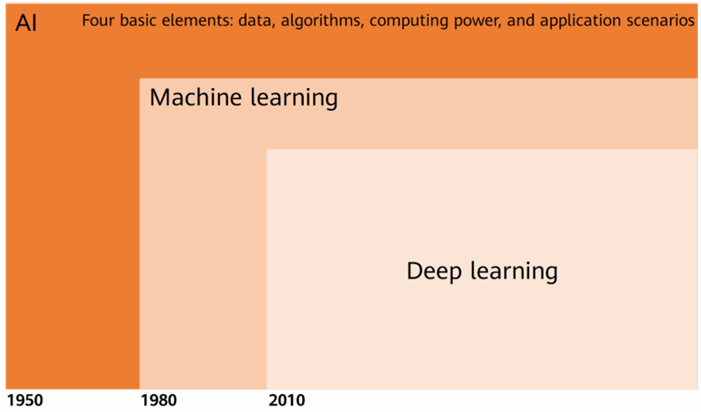 AI
Four basic elements: data, algorithms, computing power, and application scenarios
Machine learning
Deep learning
1950
1980
2010